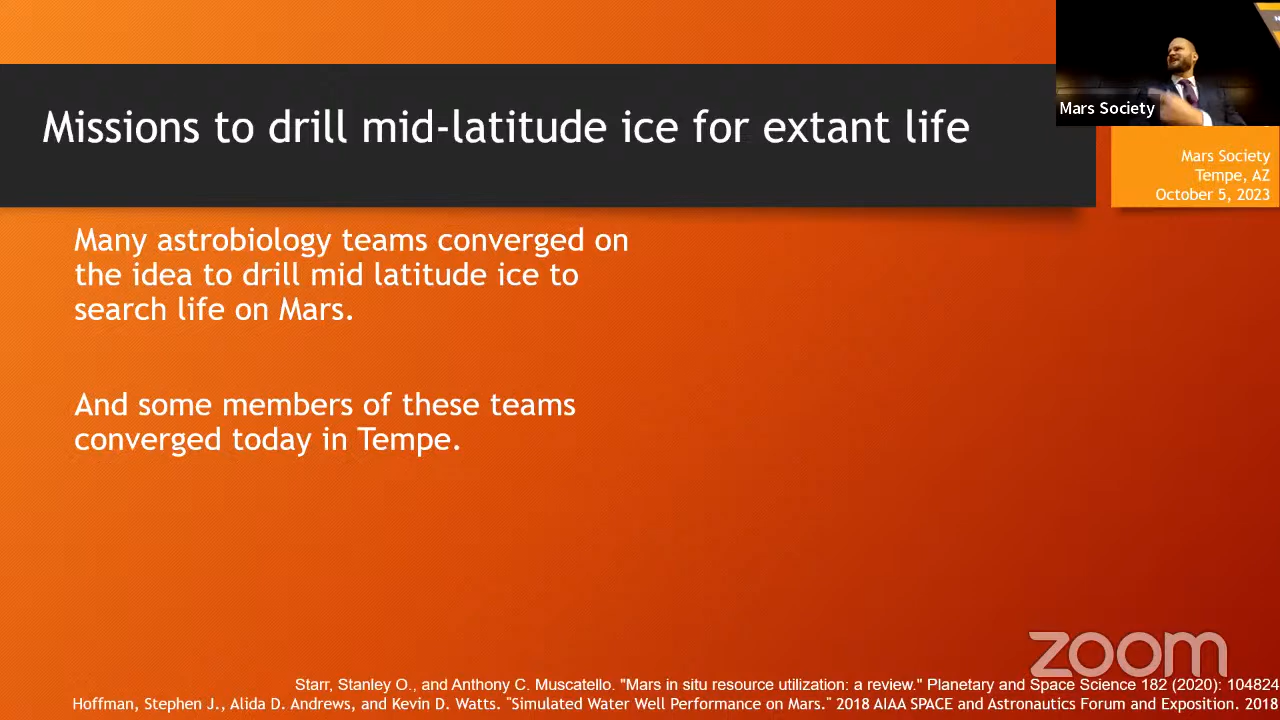 Missions to drill mid-latitude ice for extant life
Mars Society
Mars Society
Tempe, AZ
October 5, 2023
Many astrobiology teams converged on
the idea to drill mid latitude ice to
search life on Mars.
And some members of these teams
converged today in Tempe.
zoom
Starr, Stanley O., and Anthony C. Muscatello. "Mars in situ resource utilization: a review." Planetary and Space Science 182 (2020): 104824
Hoffman, Stephen J., Alida D. Andrews, and Kevin D. Watts. "Simulated Water Well Performance on Mars." 2018 AIAA SPACE and Astronautics Forum and Exposition. 2018